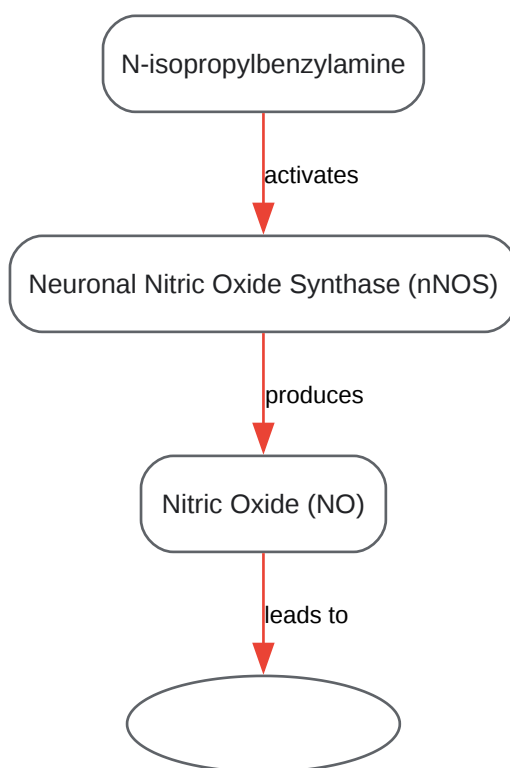 N-isopropylbenzylamine
activates
Neuronal Nitric Oxide Synthase (nNOS)
produces
Nitric Oxide (NO)
leads to